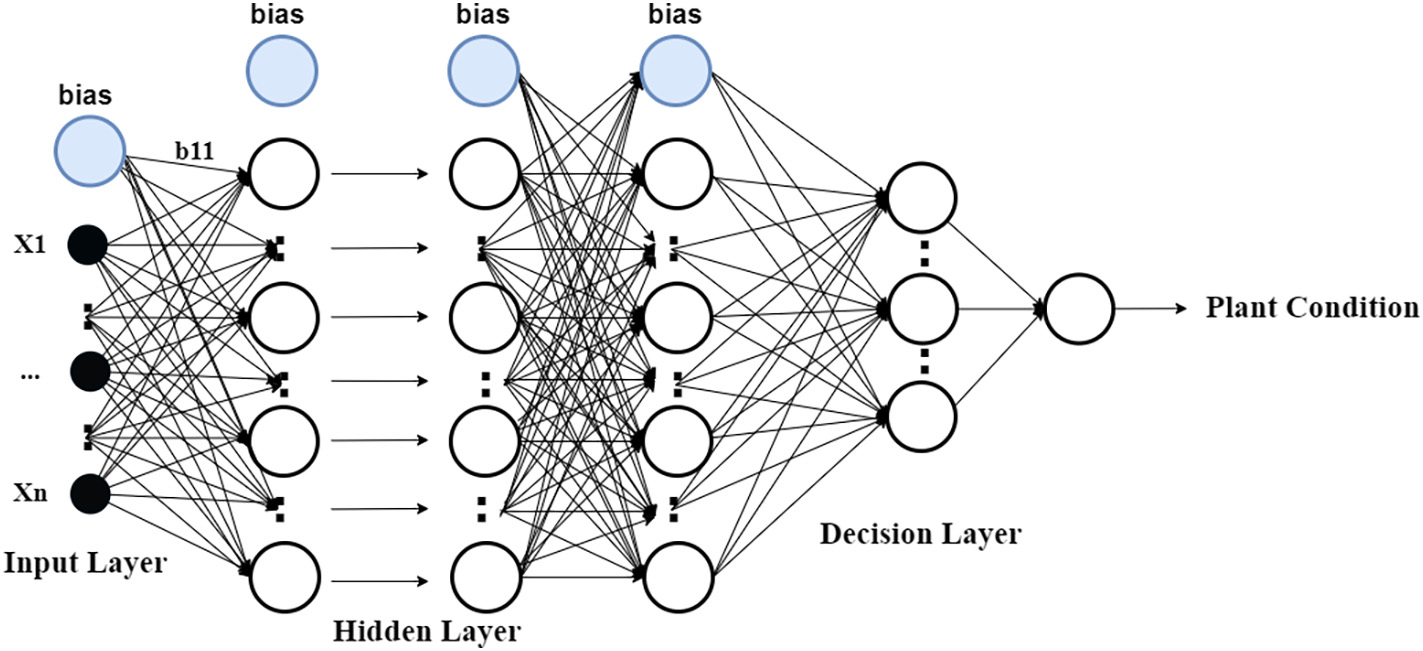 bias
bias
bias
bias
b11
X1
...
Xn
Input Layer
Hidden Layer
Decision Layer
Plant Condition